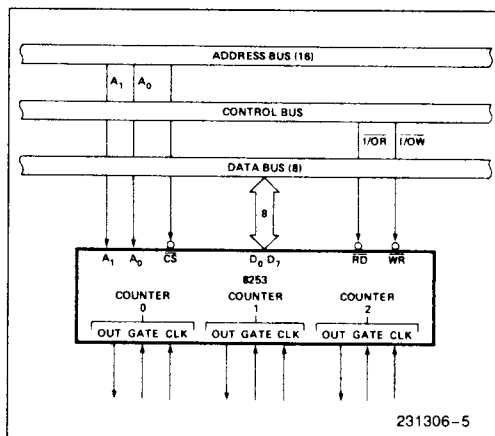 ADDRESS BUS (16)
A1 A0
CONTROL BUS
I/OR I/OW
DATA BUS (8)
8
A1 A0 CS D0 D7 RD WR
8253
COUNTER 0 COUNTER 1 COUNTER 2
OUT GATE CLK OUT GATE CLK OUT GATE CLK
231306-5